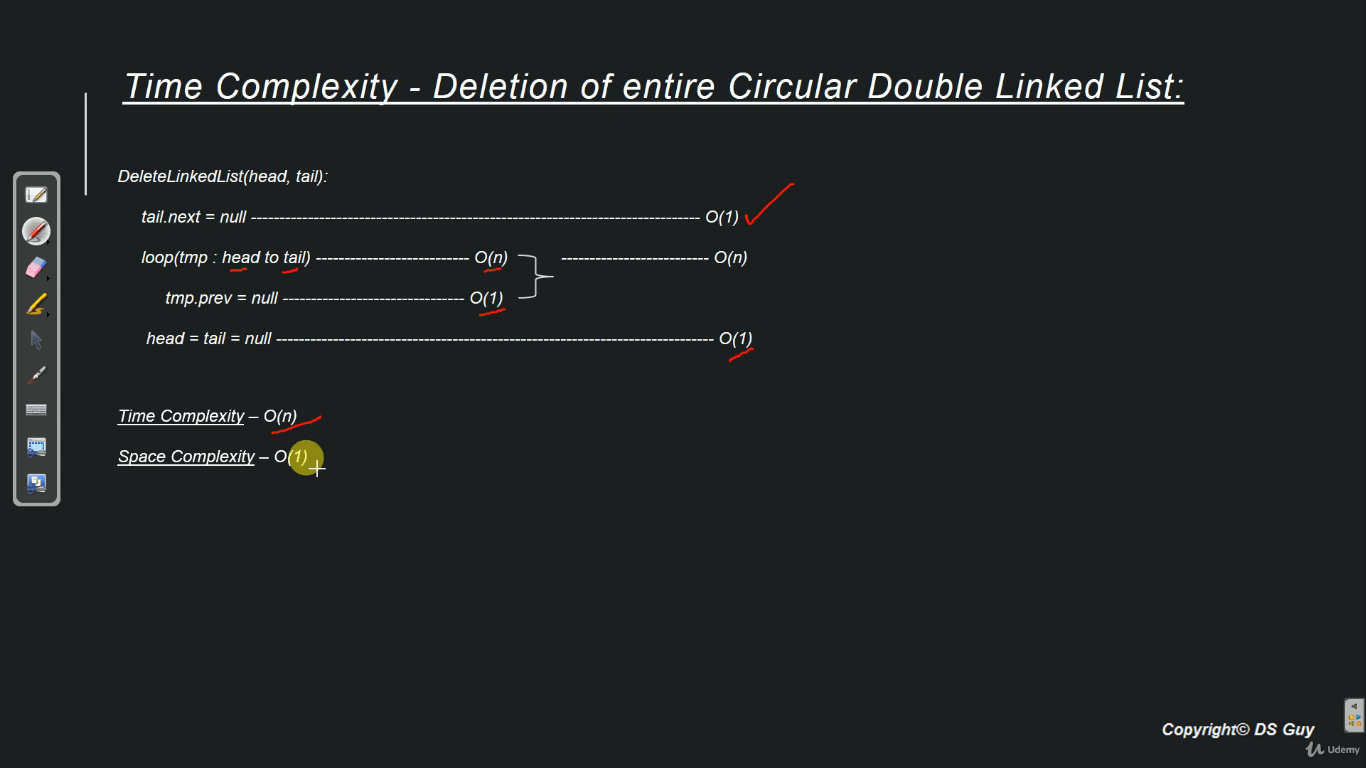 Time Complexity - Deletion of entire Circular Double Linked List:
DeleteLinkedList(head, tail):
tail.next = null ------------------------------------------------------------------------------- O(1)
loop(tmp : head to tail) --------------------------- O(n) -------------------------- O(n)
tmp.prev = null -------------------------------- O(1)
head = tail = null ----------------------------------------------------------------------------- O(1)
Time Complexity – O(n)
Space Complexity – O(1)
Copyright© DS Guy
Udemy